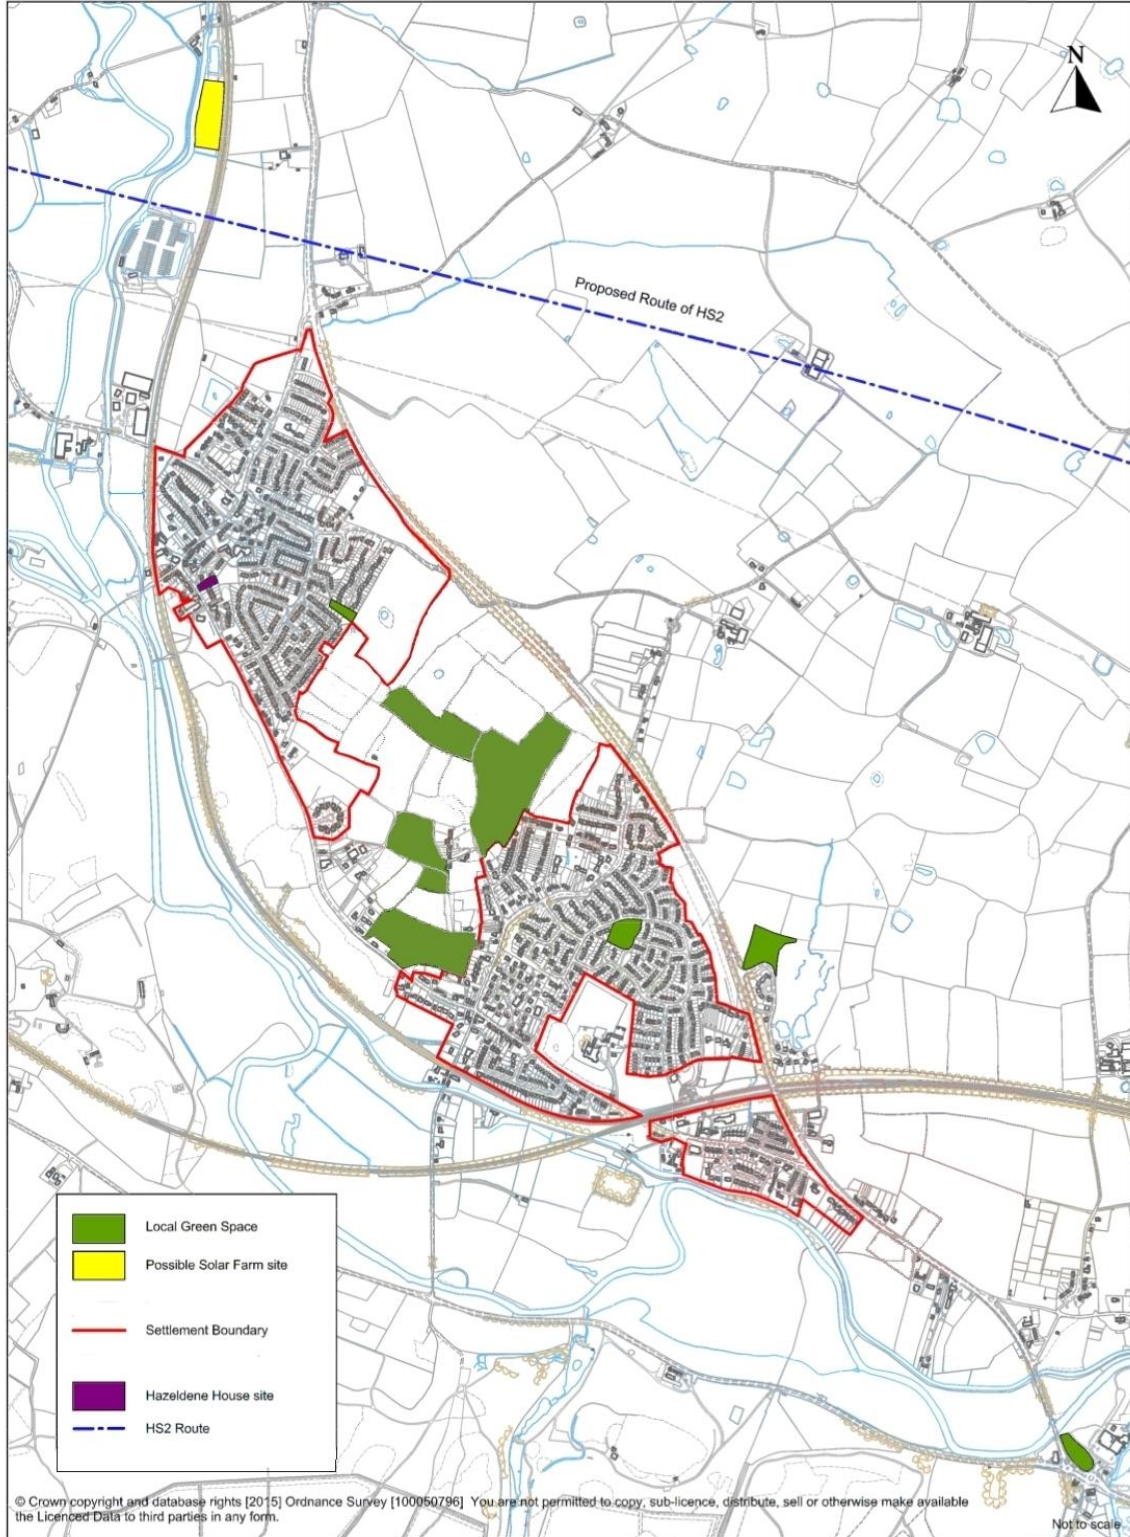 N
Proposed Route of HS2
Local Green Space
Possible Solar Farm site
Settlement Boundary
Hazeldene House site
HS2 Route
© Crown copyright and database rights [2015] Ordnance Survey [100050796] You are not permitted to copy, sub-licence, distribute, sell or otherwise make available
the Licenced Data to third parties in any form.
Not to scale